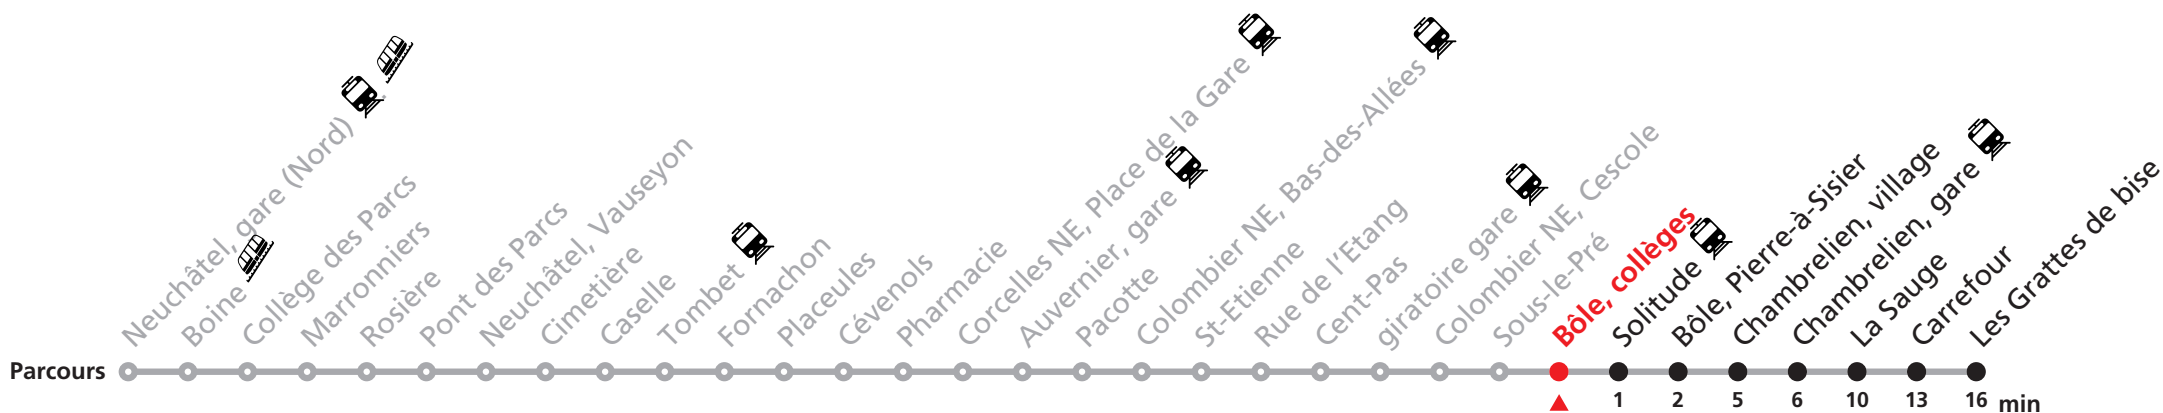 Parcours
Neuchâtel, gare (Nord)
Boine
Collège des Parcs
Marronniers
Rosière
Pont des Parcs
Neuchâtel, Vauseyon
Cimetière
Caselle
Tombet
Fornachon
Placeules
Cévenols
Pharmacie
Corcelles NE, Place de la Gare
Auvernier, gare
Pacotte
Colombier NE, Bas-des-Allées
St-Etienne
Rue de l'Etang
Cent-Pas
giratoire gare
Colombier NE, Cescole
Sous-le-Pré
Bôle, collèges
Solitude
Bôle, Pierre-à-Sisier
Chambrelien, village
Chambrelien, gare
La Sauge
Carrefour
Les Grattes de bise
1 2 5 6 10 13 16 min